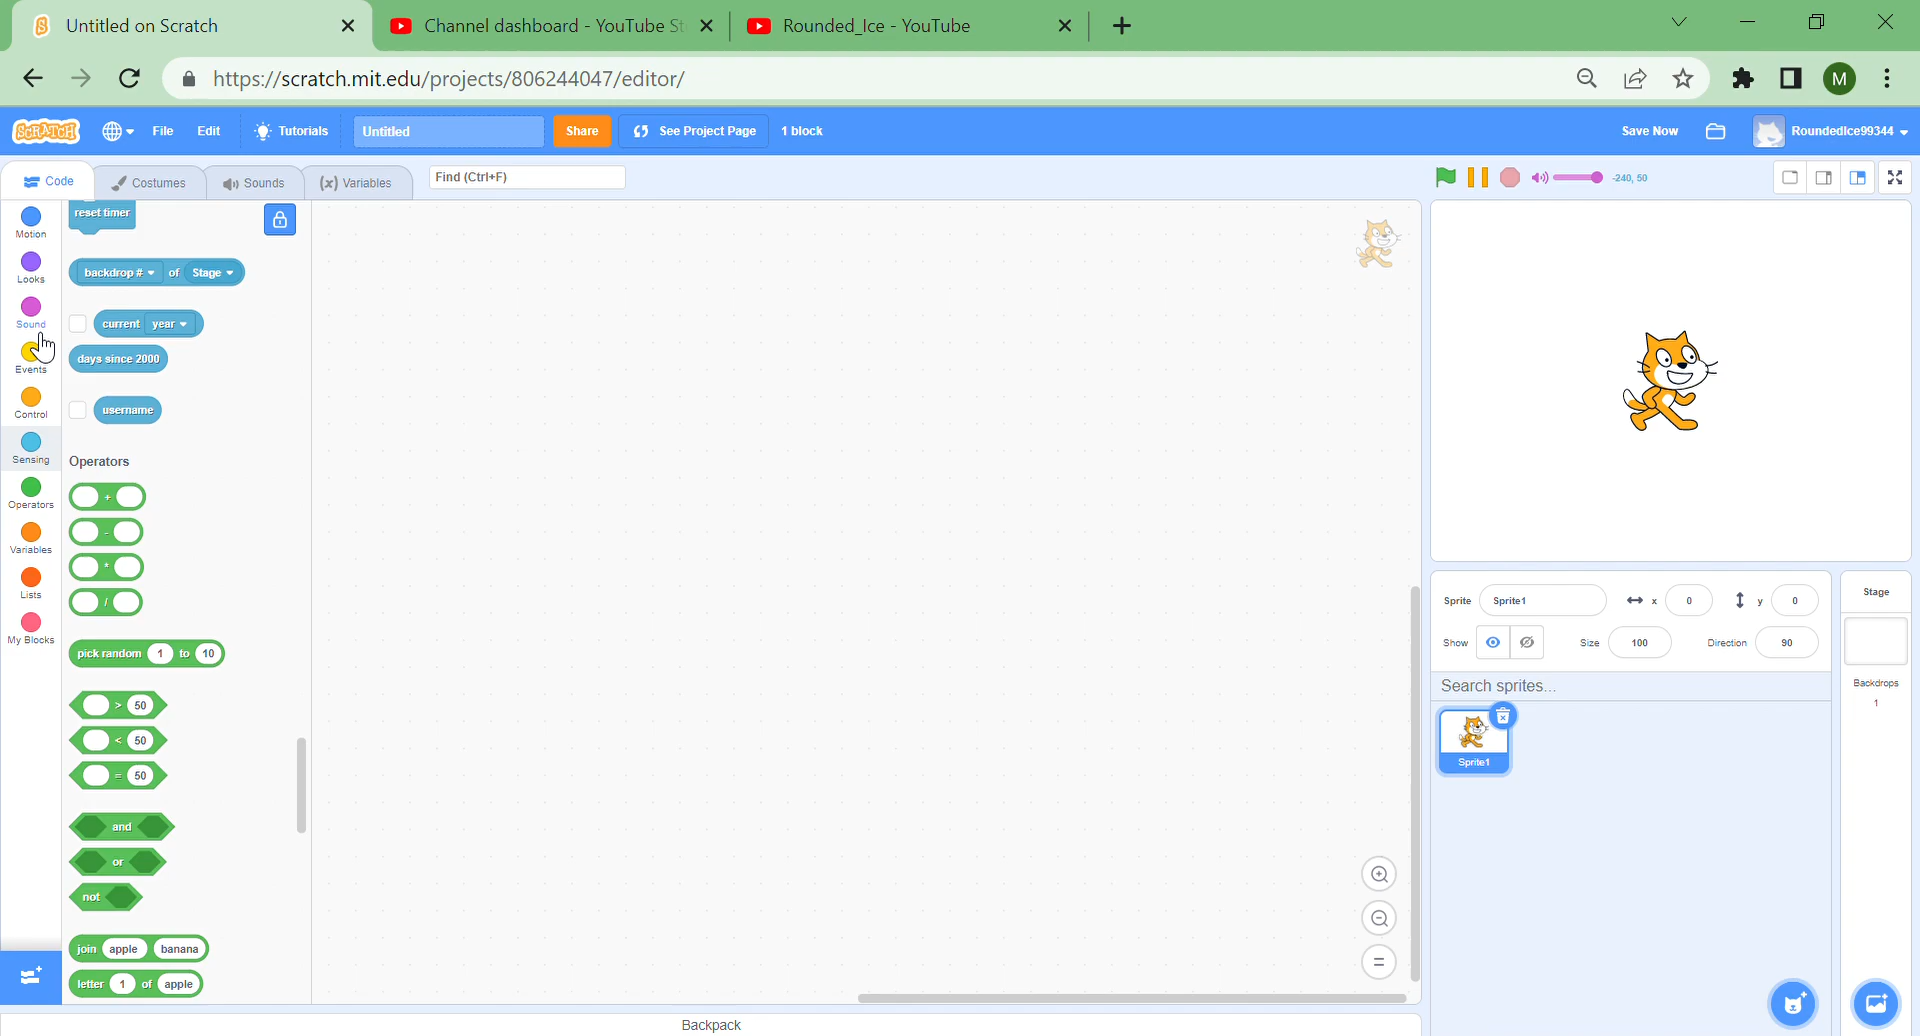 Untitled on Scratch
Channel dashboard - YouTube St
Rounded_Ice - YouTube
https://scratch.mit.edu/projects/806244047/editor/
M
SCRATCH
File
Edit
Tutorials
Untitled
Share
See Project Page
1 block
Save Now
RoundedIce99344
Code
Costumes
Sounds
(x) Variables
Find (Ctrl+F)
-240, 50
Motion
Looks
Sound
Events
Control
Sensing
Operators
Variables
Lists
My Blocks
reset timer
backdrop # of Stage
current year
days since 2000
username
Operators
+
-
*
/
pick random 1 to 10
> 50
< 50
= 50
and
or
not
join apple banana
letter 1 of apple
Backpack
Sprite Sprite1 x 0 y 0
Show Size 100 Direction 90
Search sprites...
Sprite1
Stage
Backdrops
1